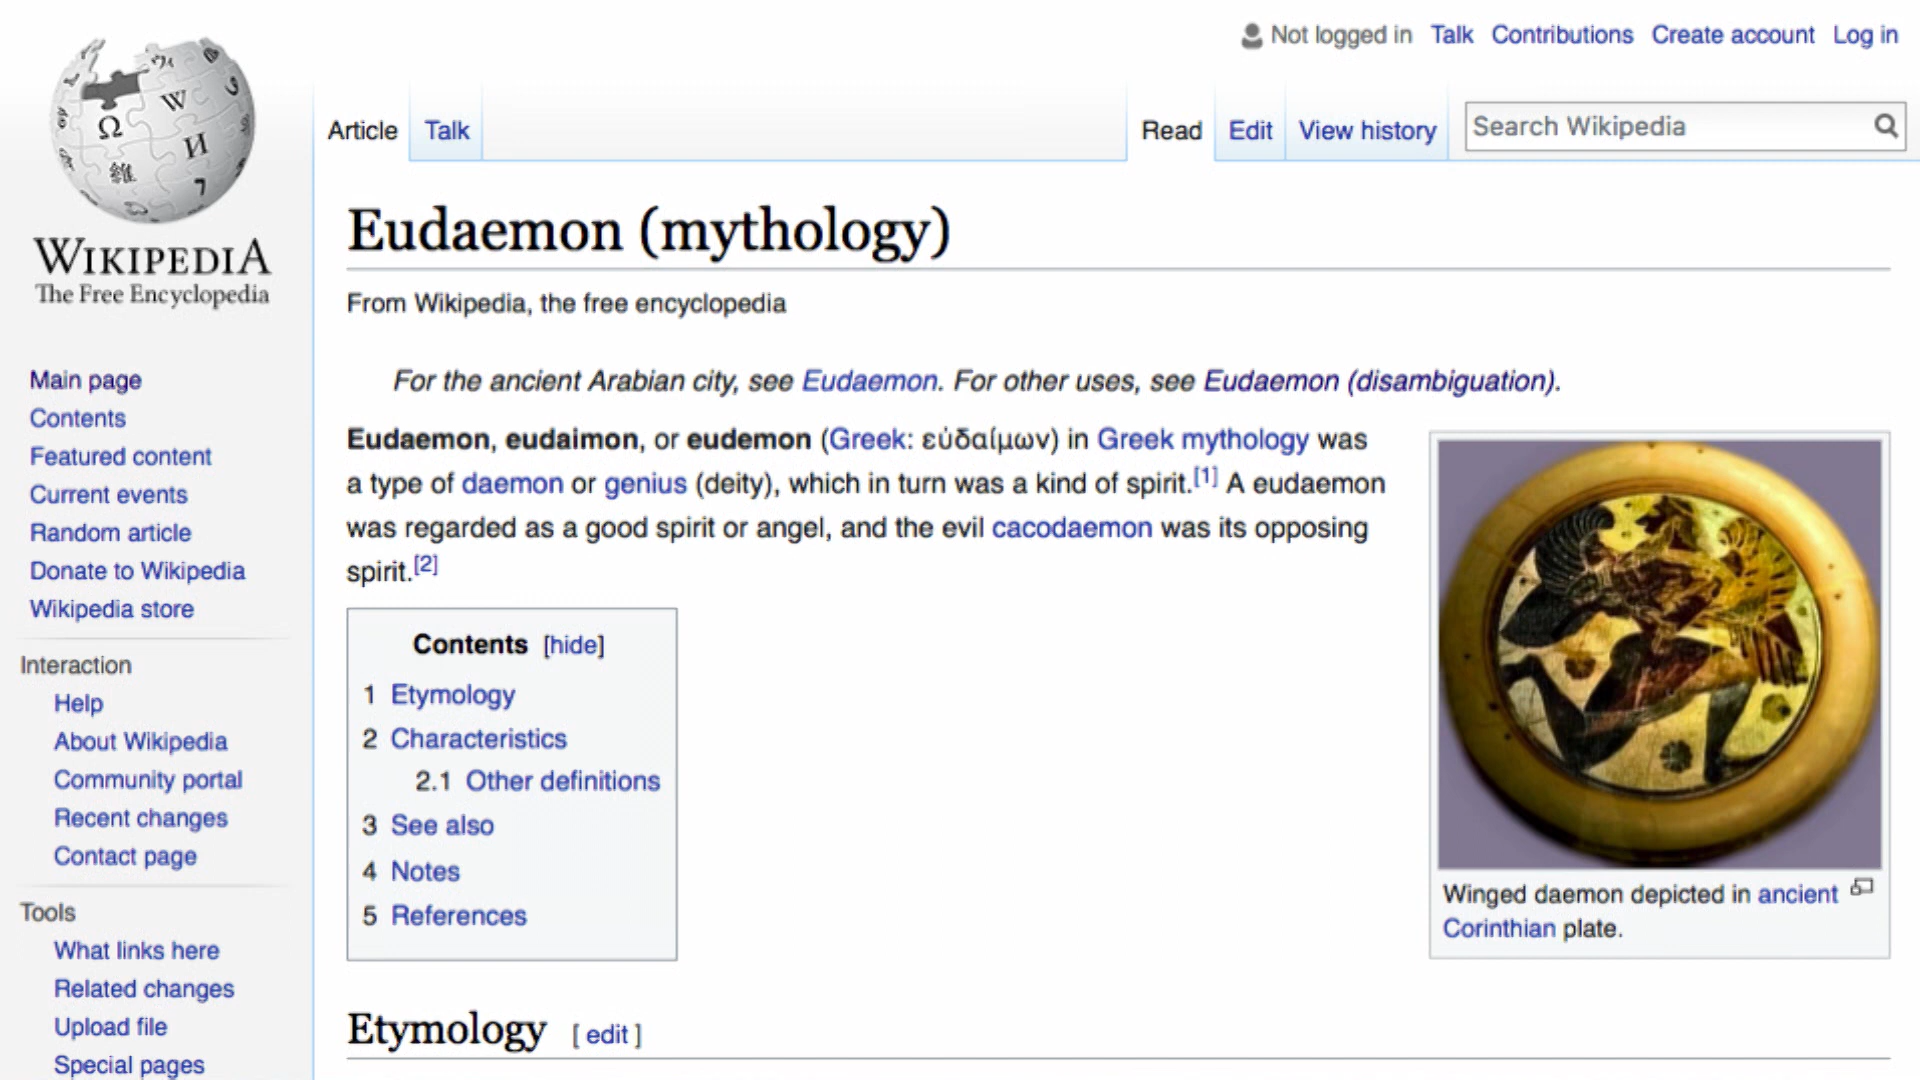 Not logged in Talk Contributions Create account Log in
Article Talk Read Edit View history Search Wikipedia
WIKIPEDIA
The Free Encyclopedia
Main page
Contents
Featured content
Current events
Random article
Donate to Wikipedia
Wikipedia store
Interaction
Help
About Wikipedia
Community portal
Recent changes
Contact page
Tools
What links here
Related changes
Upload file
Special pages
Eudaemon (mythology)
From Wikipedia, the free encyclopedia
For the ancient Arabian city, see Eudaemon. For other uses, see Eudaemon (disambiguation).
Eudaemon, eudaimon, or eudemon (Greek: εὐδαίμων) in Greek mythology was
a type of daemon or genius (deity), which in turn was a kind of spirit.[1] A eudaemon
was regarded as a good spirit or angel, and the evil cacodaemon was its opposing
spirit.[2]
Contents [hide]
1 Etymology
2 Characteristics
2.1 Other definitions
3 See also
4 Notes
5 References
Winged daemon depicted in ancient
Corinthian plate.
Etymology [ edit ]